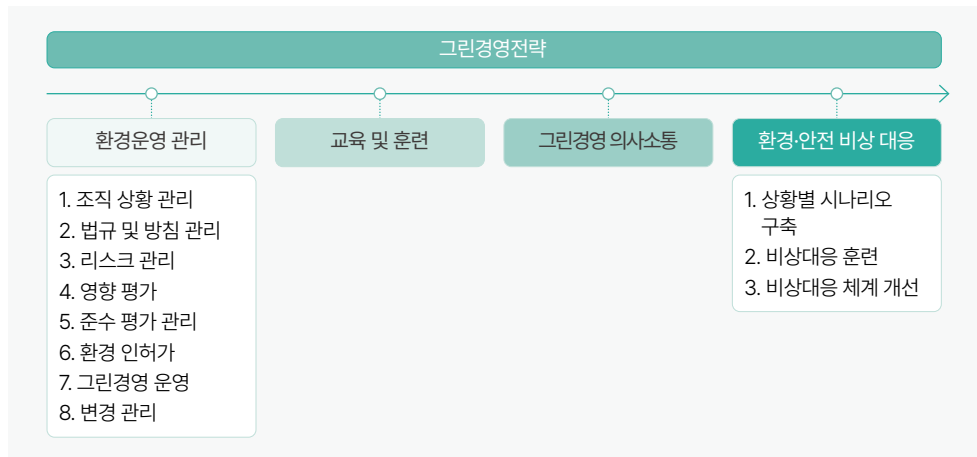 그린경영전략
환경운영 관리
교육 및 훈련
그린경영 의사소통
환경·안전 비상 대응
1. 조직 상황 관리
2. 법규 및 방침 관리
3. 리스크 관리
4. 영향 평가
5. 준수 평가 관리
6. 환경 인허가
7. 그린경영 운영
8. 변경 관리
1. 상황별 시나리오
구축
2. 비상대응 훈련
3. 비상대응 체계 개선